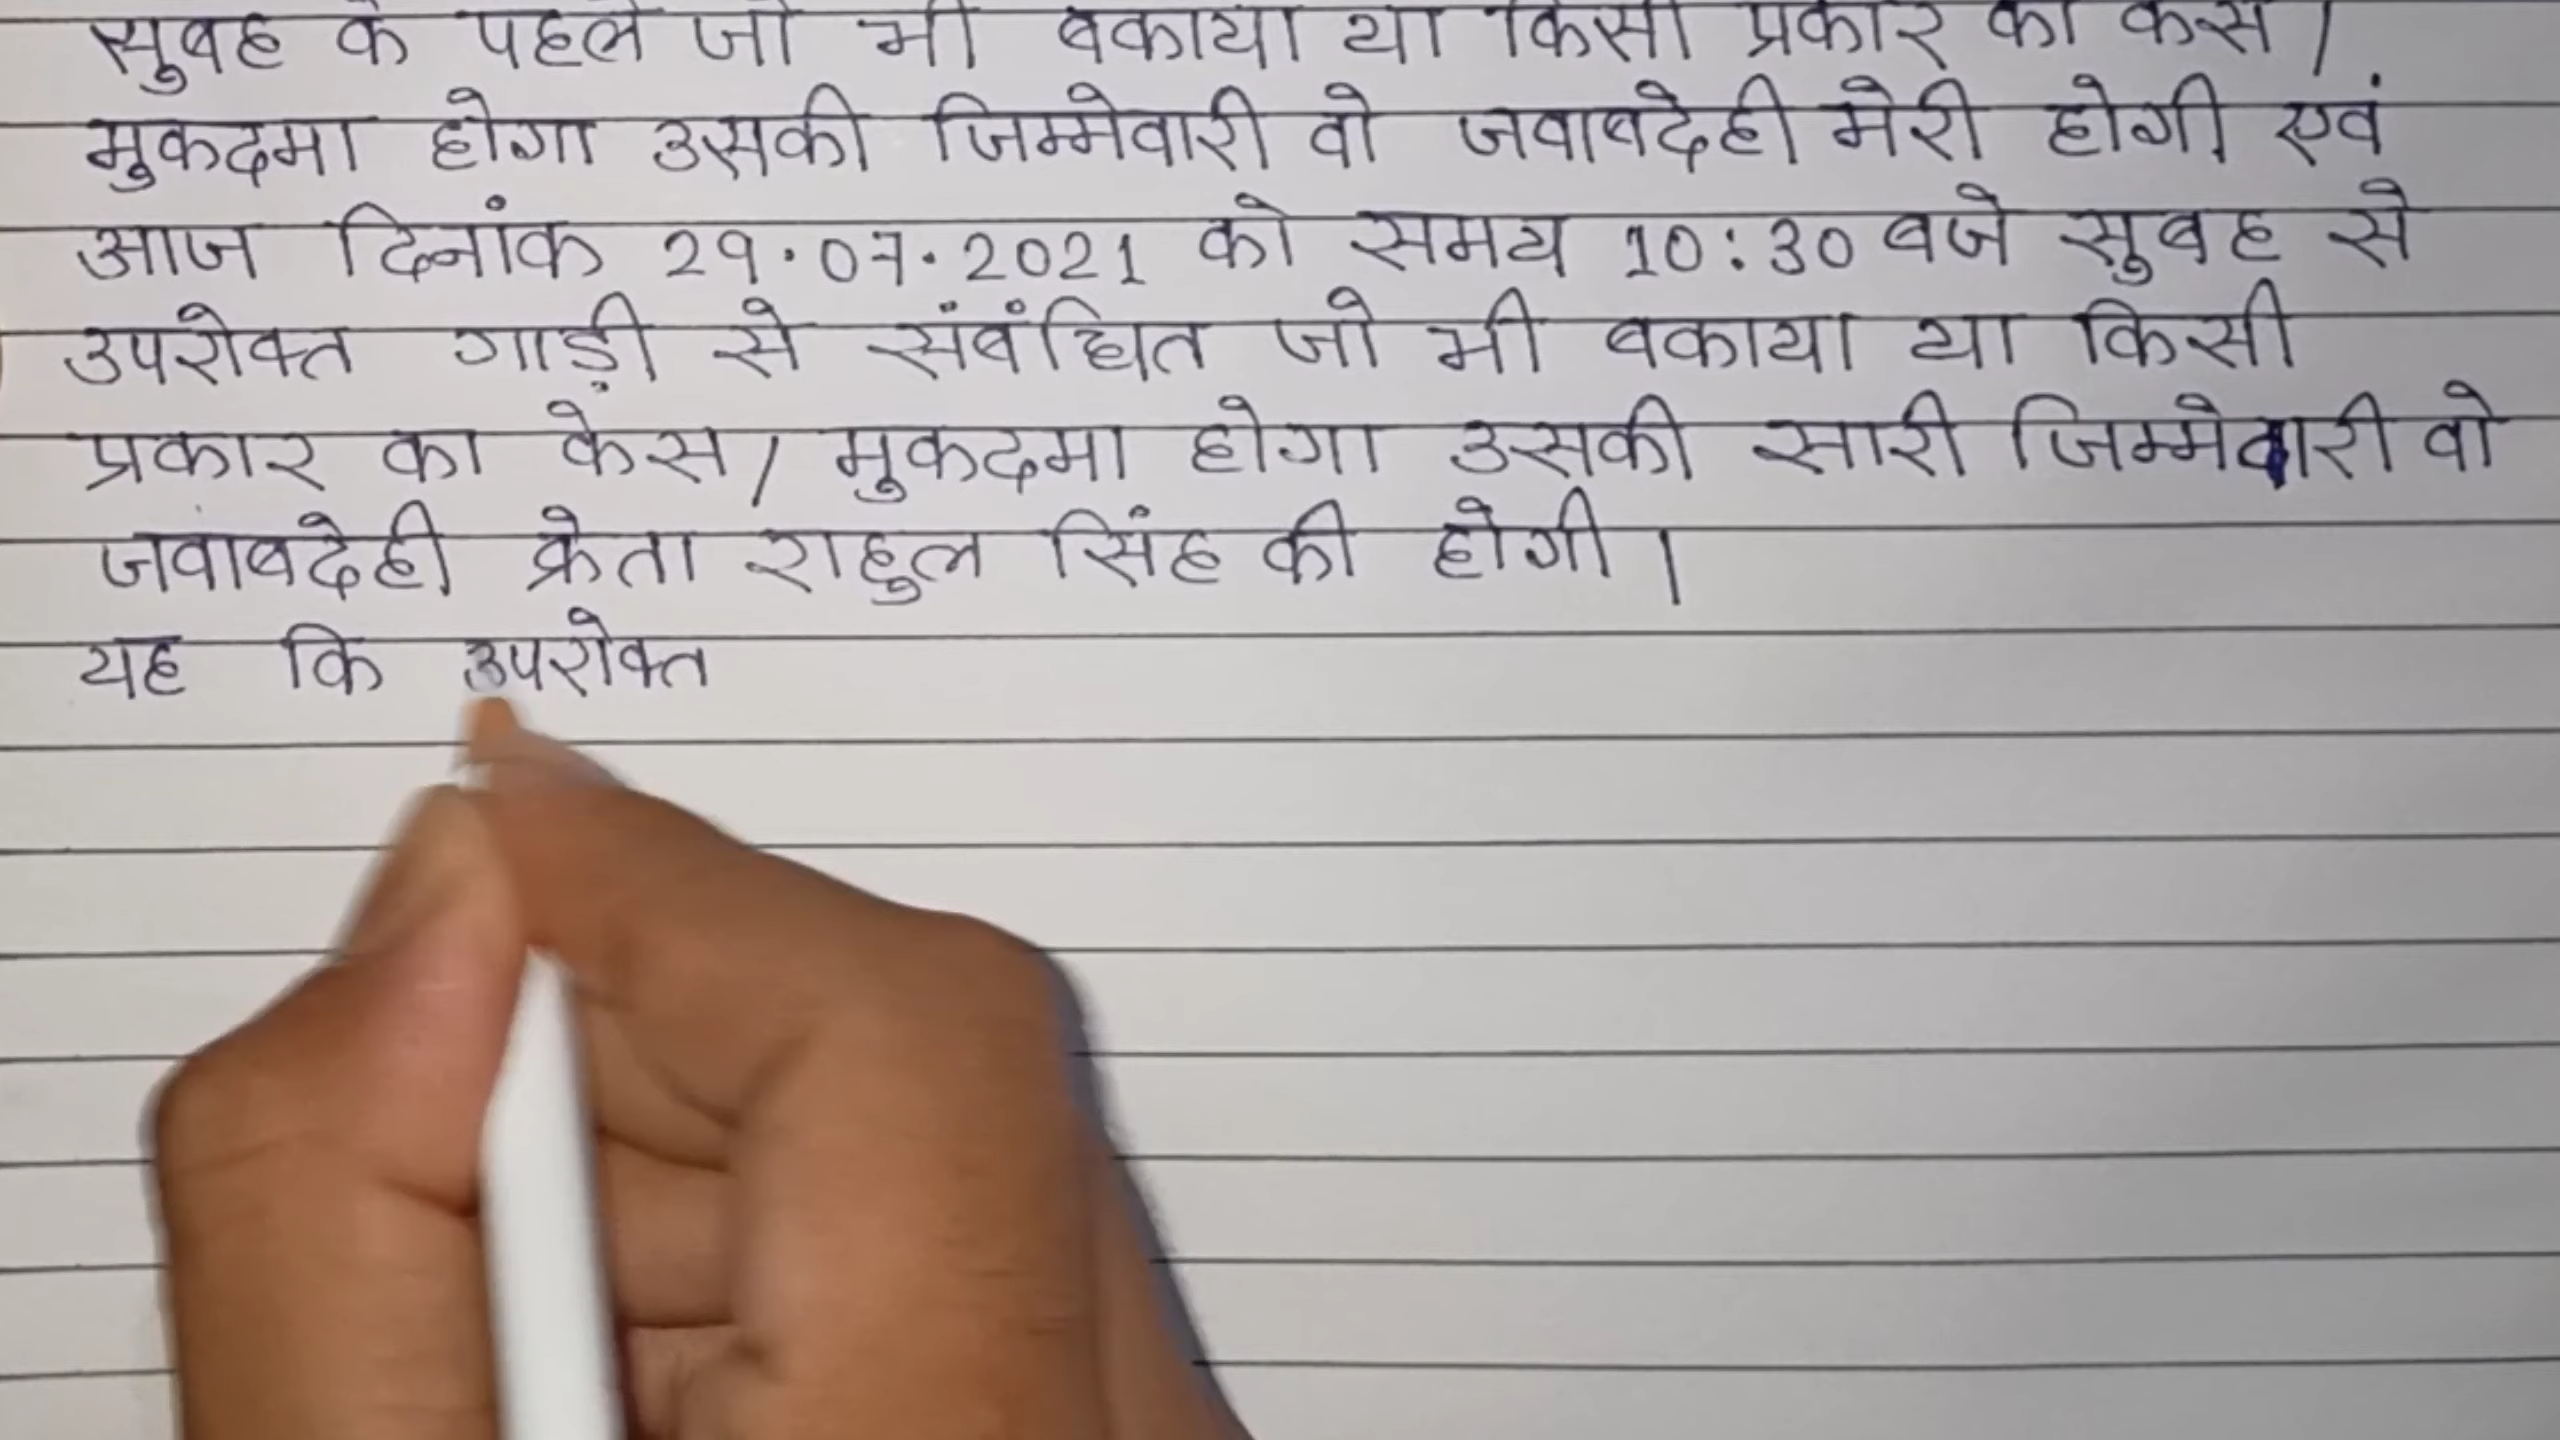 सुबह के पहले जो भी बकाया या किसी प्रकार का केस /
मुकदमा होगा उसकी जिम्मेवारी वो जवाबदेही मेरी होगी एवं
आज दिनांक 29.07.2021 को समय 10:30 बजे सुबह से
उपरोक्त गाड़ी से संबंधित जो भी बकाया या किसी
प्रकार का केस / मुकदमा होगा उसकी सारी जिम्मेवारी वो
जवाबदेही क्रेता राहुल सिंह की होगी।
यह कि उपरोक्त